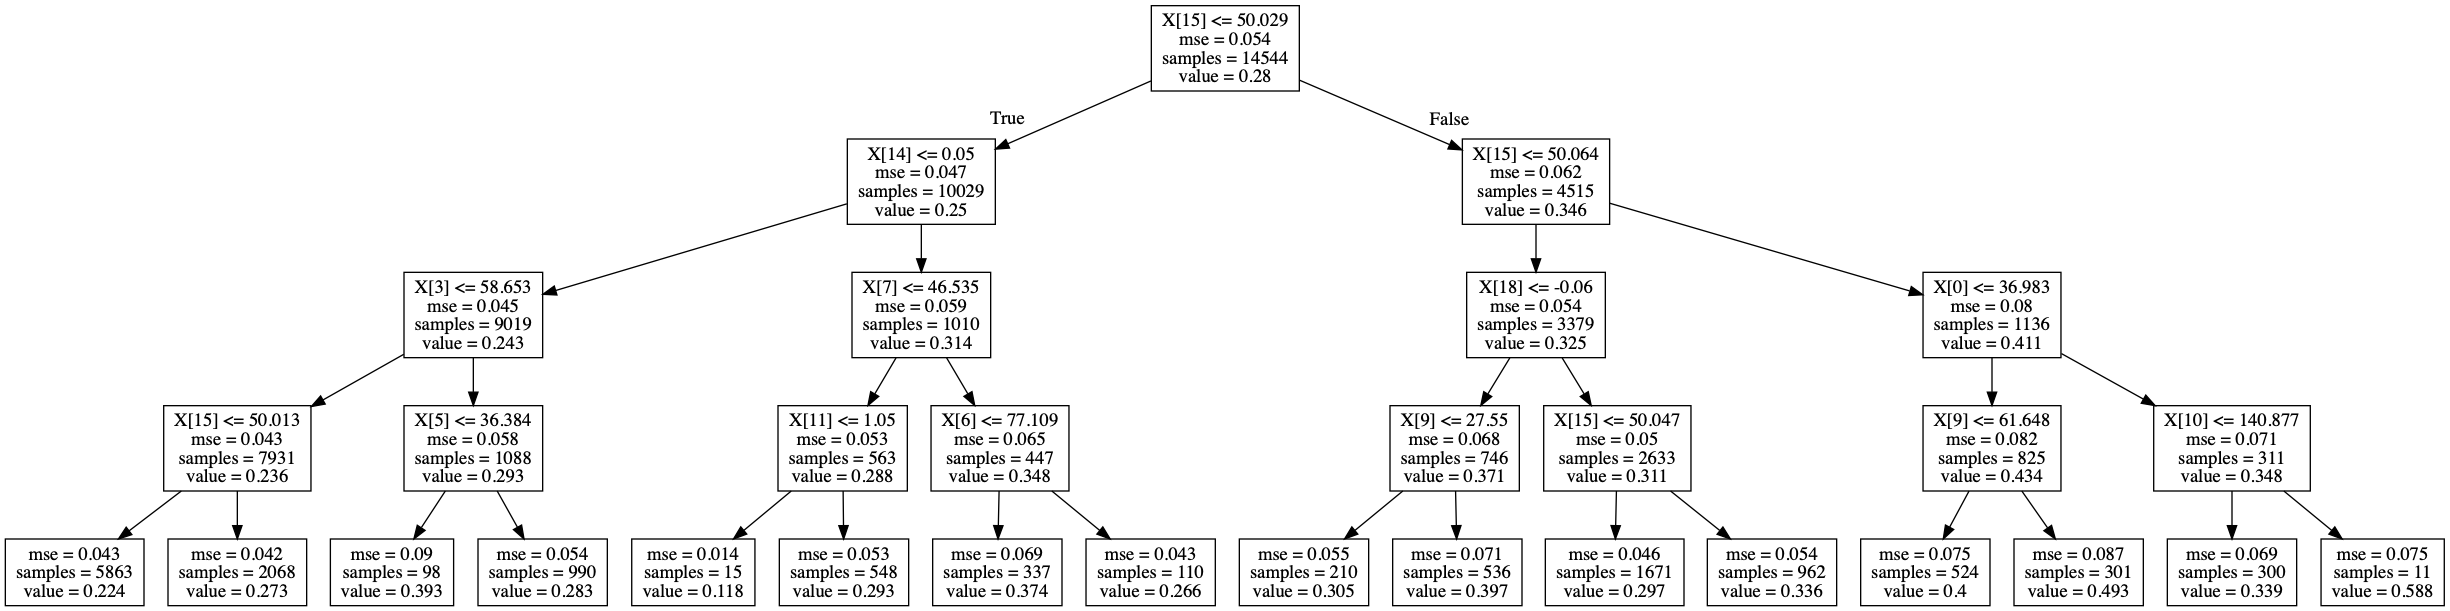 X[15] <= 50.029
mse = 0.054
samples = 14544
value = 0.28
True
False
X[14] <= 0.05
mse = 0.047
samples = 10029
value = 0.25
X[15] <= 50.064
mse = 0.062
samples = 4515
value = 0.346
X[3] <= 58.653
mse = 0.045
samples = 9019
value = 0.243
X[7] <= 46.535
mse = 0.059
samples = 1010
value = 0.314
X[18] <= -0.06
mse = 0.054
samples = 3379
value = 0.325
X[0] <= 36.983
mse = 0.08
samples = 1136
value = 0.411
X[15] <= 50.013
mse = 0.043
samples = 7931
value = 0.236
X[5] <= 36.384
mse = 0.058
samples = 1088
value = 0.293
X[11] <= 1.05
mse = 0.053
samples = 563
value = 0.288
X[6] <= 77.109
mse = 0.065
samples = 447
value = 0.348
X[9] <= 27.55
mse = 0.068
samples = 746
value = 0.371
X[15] <= 50.047
mse = 0.05
samples = 2633
value = 0.311
X[9] <= 61.648
mse = 0.082
samples = 825
value = 0.434
X[10] <= 140.877
mse = 0.071
samples = 311
value = 0.348
mse = 0.043
samples = 5863
value = 0.224
mse = 0.042
samples = 2068
value = 0.273
mse = 0.09
samples = 98
value = 0.393
mse = 0.054
samples = 990
value = 0.283
mse = 0.014
samples = 15
value = 0.118
mse = 0.053
samples = 548
value = 0.293
mse = 0.069
samples = 337
value = 0.374
mse = 0.043
samples = 110
value = 0.266
mse = 0.055
samples = 210
value = 0.305
mse = 0.071
samples = 536
value = 0.397
mse = 0.046
samples = 1671
value = 0.297
mse = 0.054
samples = 962
value = 0.336
mse = 0.075
samples = 524
value = 0.4
mse = 0.087
samples = 301
value = 0.493
mse = 0.069
samples = 300
value = 0.339
mse = 0.075
samples = 11
value = 0.588